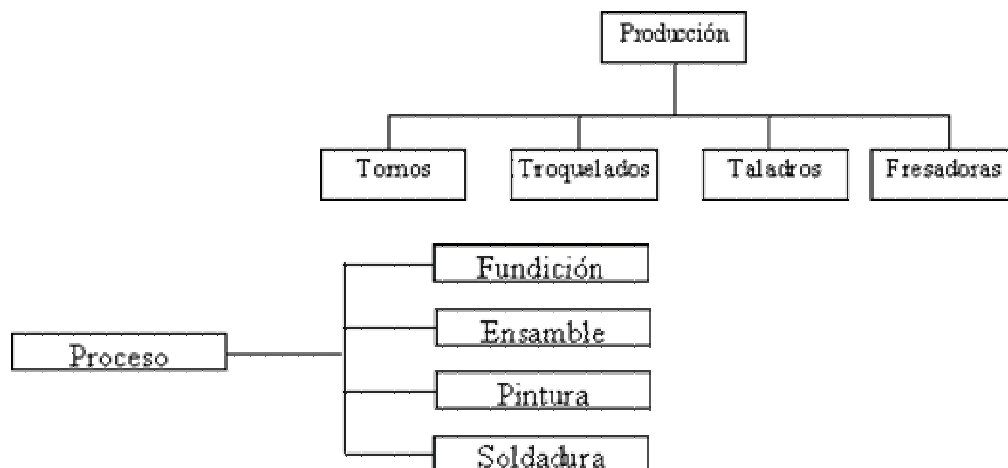 Producción
Tornos
Troquelados
Taladros
Fresadoras
Fundición
Ensamble
Proceso
Pintura
Soldadura